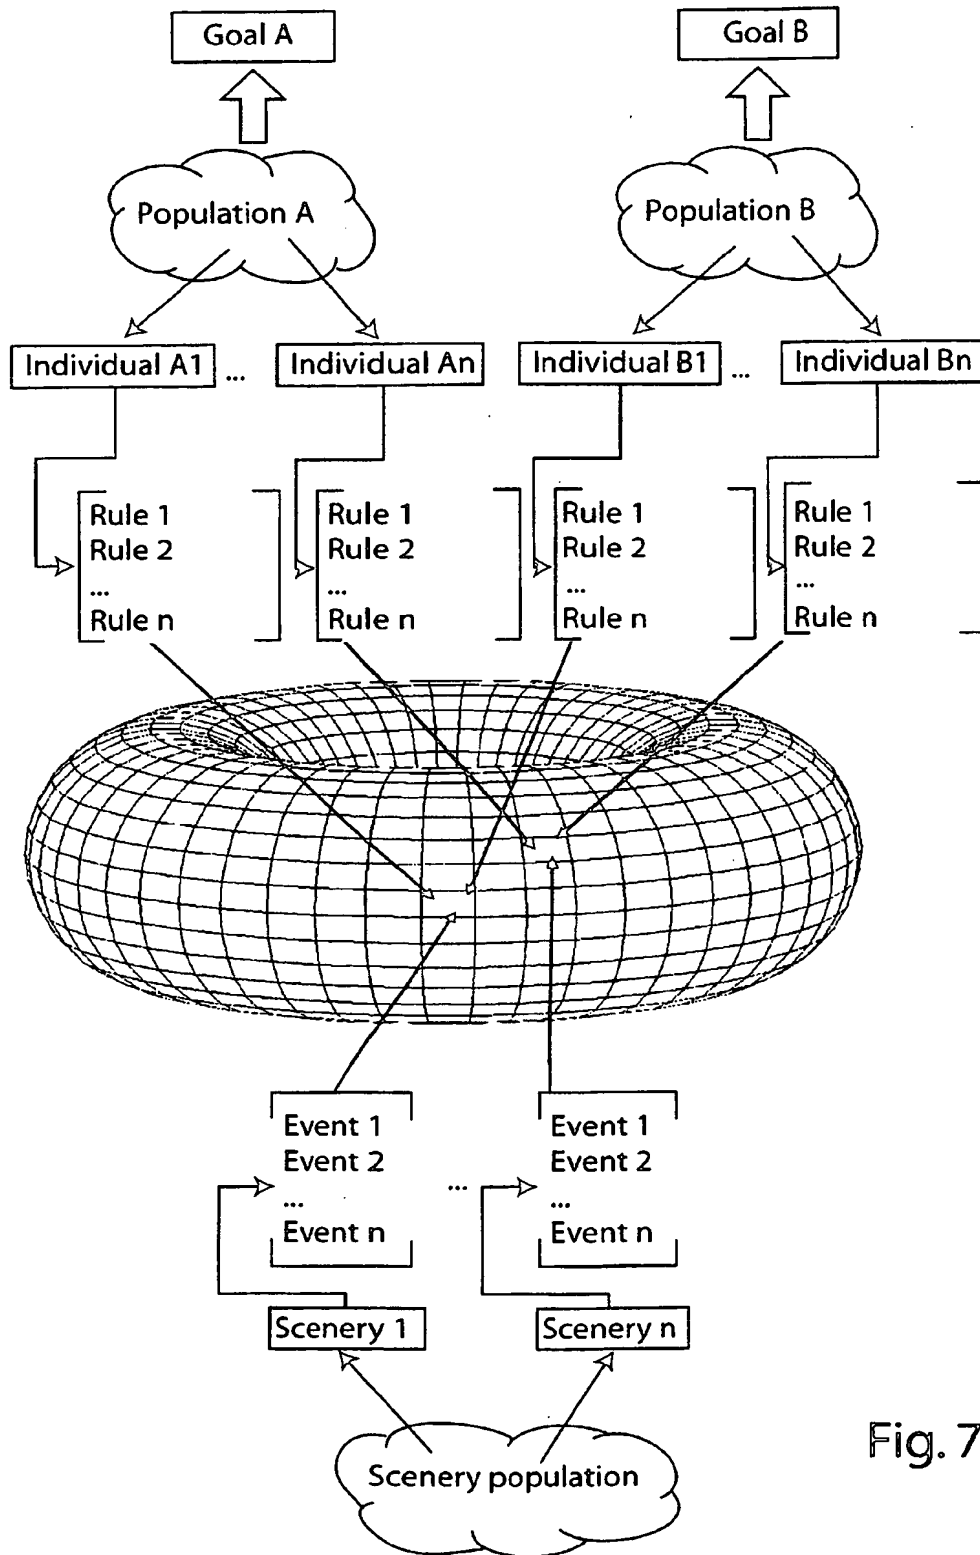 Goal A
Goal B
Population A
Population B
Individual A1 ... Individual An
Individual B1 ... Individual Bn
Rule 1
Rule 2
...
Rule n
Rule 1
Rule 2
...
Rule n
Rule 1
Rule 2
...
Rule n
Rule 1
Rule 2
...
Rule n
Event 1
Event 2
...
Event n
...
Event 1
Event 2
...
Event n
Scenery 1
Scenery n
Scenery population
Fig. 7